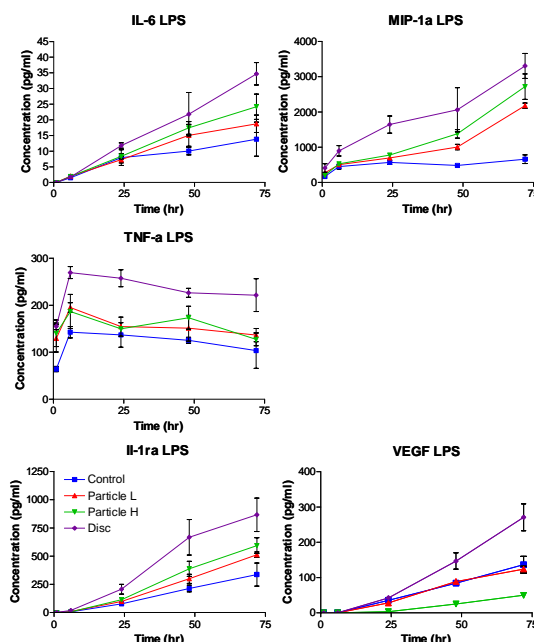 IL-6 LPS
Concentration (pg/ml)
45
40
35
30
25
20
15
10
5
0
0 25 50 75
Time (hr)
MIP-1a LPS
Concentration (pg/ml)
4000
3000
2000
1000
0
0 25 50 75
Time (hr)
TNF-a LPS
Concentration (pg/ml)
300
200
100
0
0 25 50 75
Time (hr)
Il-1ra LPS
Concentration (pg/ml)
1250
1000
750
500
250
0
0 25 50 75
Time (hr)
Control
Particle L
Particle H
Disc
VEGF LPS
Concentration (pg/ml)
400
300
200
100
0
0 25 50 75
Time (hr)